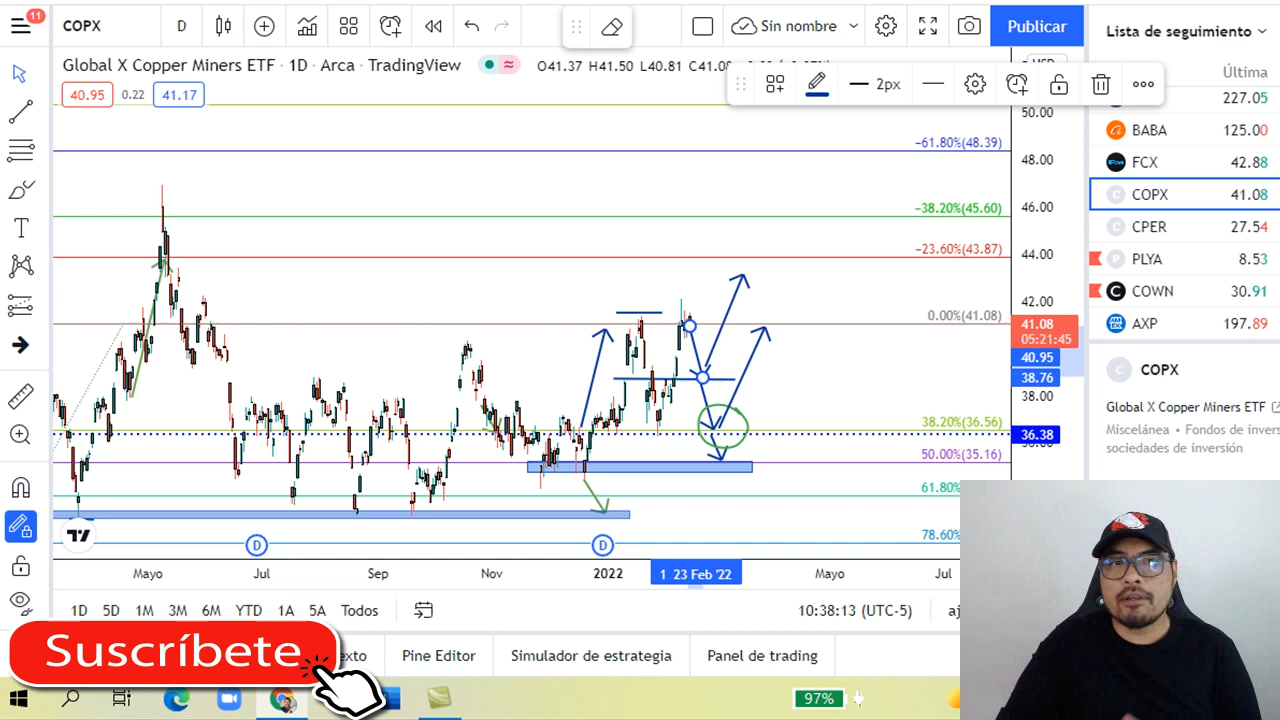 11
COPX
D
Sin nombre
Publicar
Lista de seguimiento
Global X Copper Miners ETF · 1D · Arca · TradingView
O41.37 H41.50 L40.81
40.95
0.22
41.17
2px
Última
227.05
BABA 125.00
FCX 42.88
COPX 41.08
CPER 27.54
PLYA 8.53
COWN 30.91
AXP 197.89
50.00
48.00
46.00
44.00
42.00
41.08
05:21:45
40.95
38.76
38.00
36.38
−61.80%(48.39)
−38.20%(45.60)
−23.60%(43.87)
0.00%(41.08)
38.20%(36.56)
50.00%(35.16)
61.80%
78.60%
COPX
Global X Copper Miners ETF
Miscelánea • Fondos de
sociedades de inversión
D
D
Mayo
Jul
Sep
Nov
2022
1 23 Feb '22
Mayo
Jul
1D 5D 1M 3M 6M YTD 1A 5A Todos
10:38:13 (UTC-5)
Suscríbete
Pine Editor
Simulador de estrategia
Panel de trading
97%